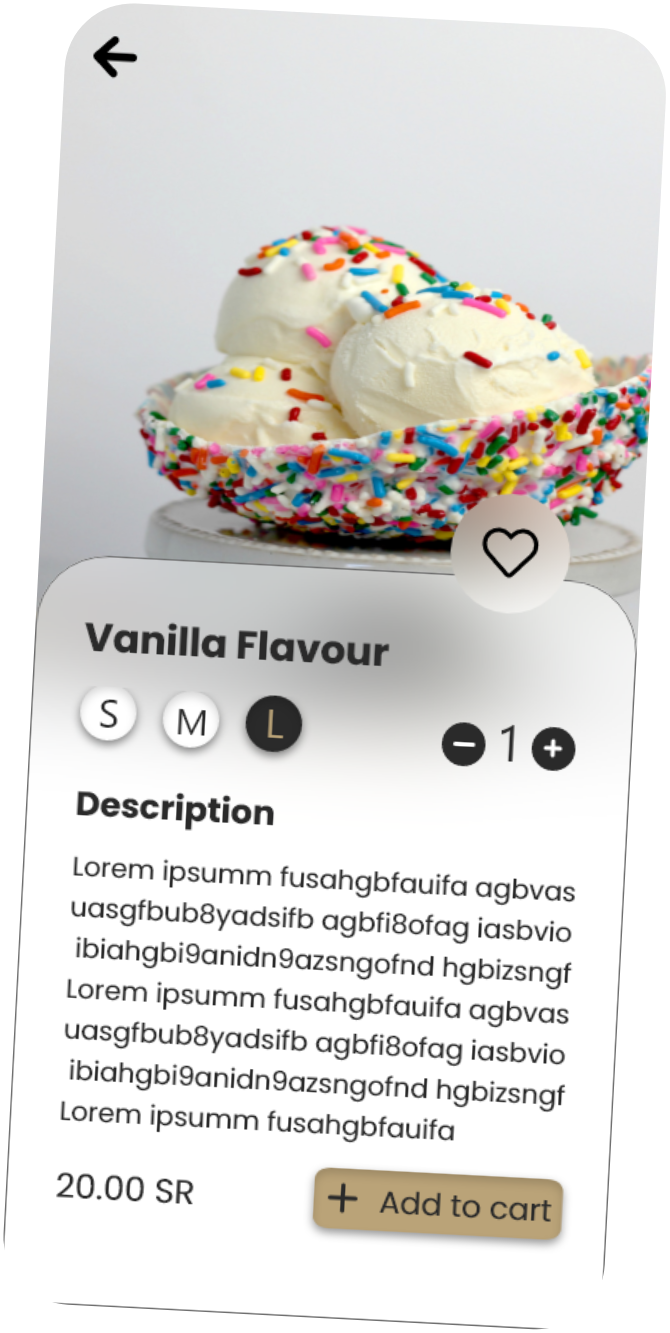 Vanilla Flavour
S M L
1
Description
Lorem ipsumm fusahgbfauifa agbvas
uasgfbub8yadsifb agbfi8ofag iasbvio
ibiahgbi9anidn9azsngofnd hgbizsngf
Lorem ipsumm fusahgbfauifa agbvas
uasgfbub8yadsifb agbfi8ofag iasbvio
ibiahgbi9anidn9azsngofnd hgbizsngf
Lorem ipsumm fusahgbfauifa
20.00 SR
+ Add to cart